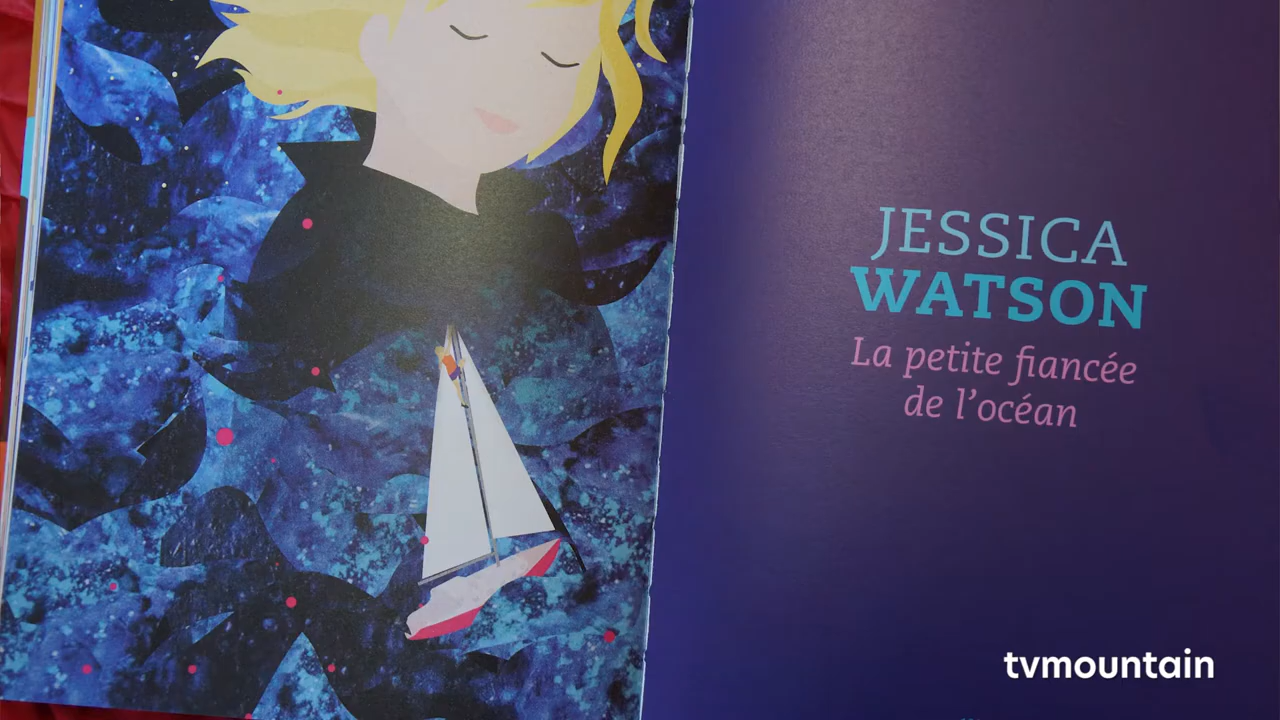 JESSICA
WATSON
La petite fiancée
de l’océan
tvmountain